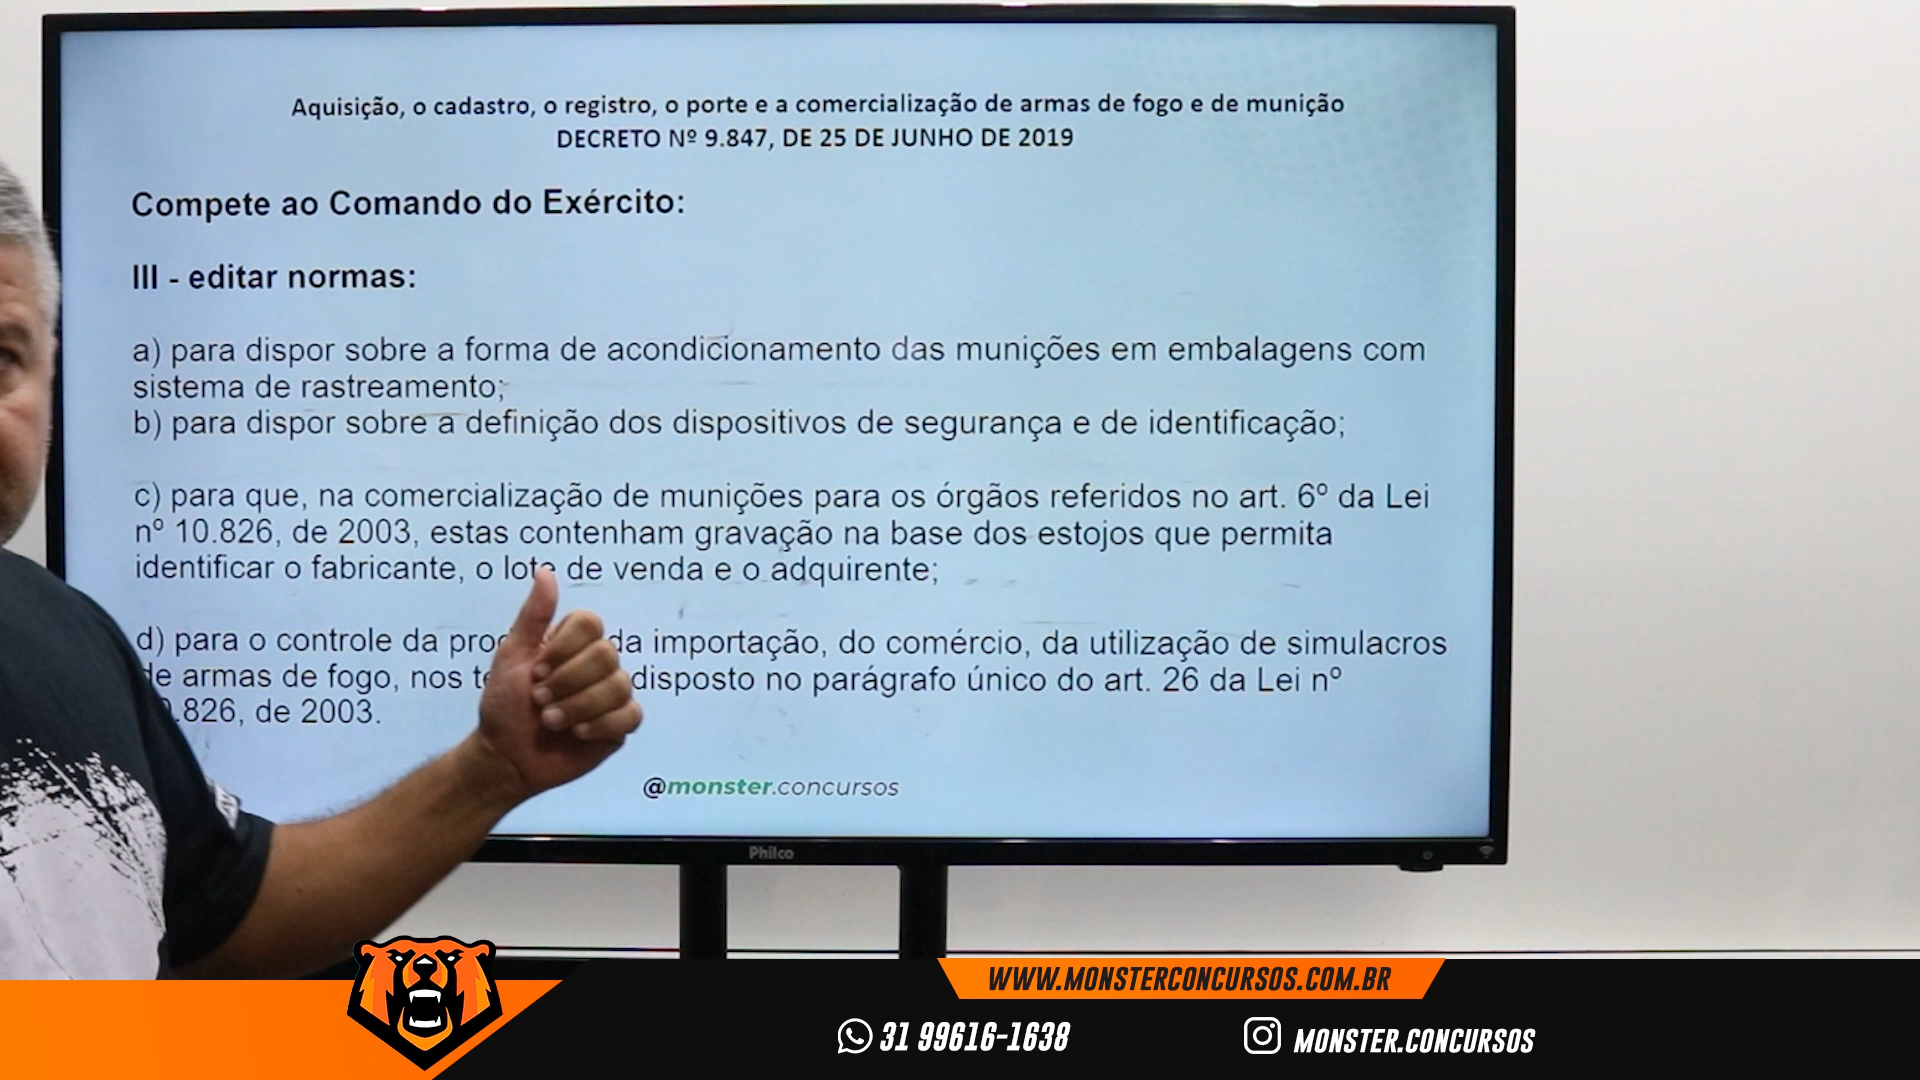 Aquisição, o cadastro, o registro, o porte e a comercialização de armas de fogo e de munição
DECRETO Nº 9.847, DE 25 DE JUNHO DE 2019
Compete ao Comando do Exército:
III - editar normas:
a) para dispor sobre a forma de acondicionamento das munições em embalagens com
sistema de rastreamento;
b) para dispor sobre a definição dos dispositivos de segurança e de identificação;
c) para que, na comercialização de munições para os órgãos referidos no art. 6º da Lei
nº 10.826, de 2003, estas contenham gravação na base dos estojos que permita
identificar o fabricante, o lote de venda e o adquirente;
d) para o controle da da importação, do comércio, da utilização de simulacros
de armas de fogo, nos disposto no parágrafo único do art. 26 da Lei nº
.826, de 2003.
@monster.concursos
Philco
WWW.MONSTERCONCURSOS.COM.BR
31 99616-1638
MONSTER.CONCURSOS